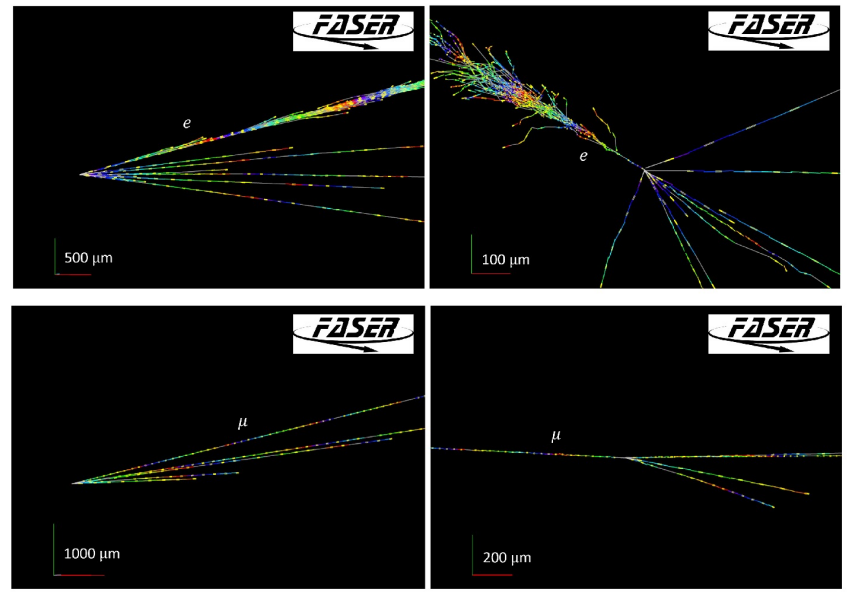 FASER
e
500 μm
FASER
e
100 μm
FASER
μ
1000 μm
FASER
μ
200 μm